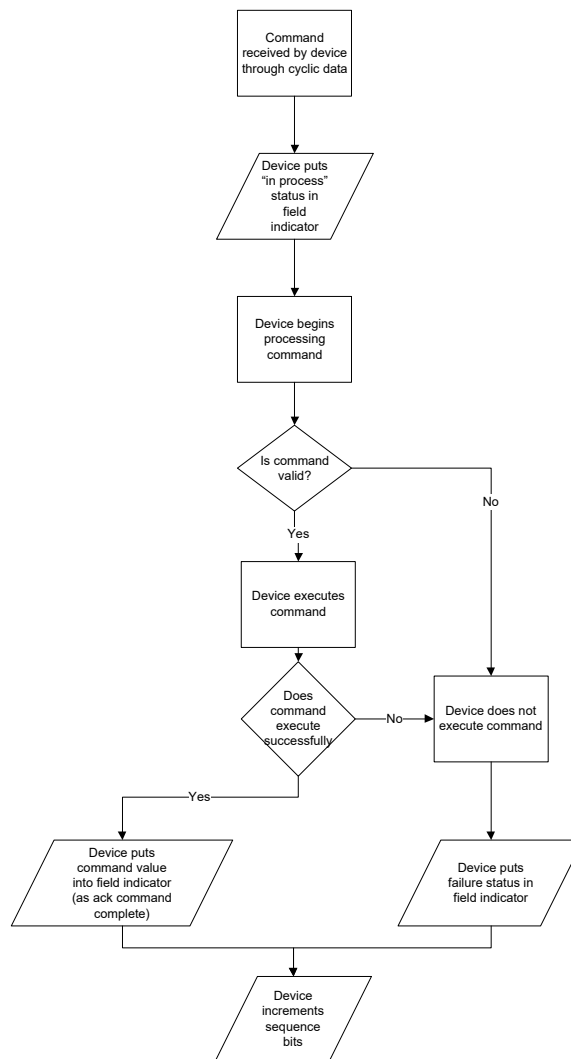 Command
received by device
through cyclic data
Device puts
“in process”
status in
field
indicator
Device begins
processing
command
Is command
valid?
No
Yes
Device executes
command
Does
command
execute
successfully
No
Device does not
execute command
Yes
Device puts
command value
into field indicator
(as ack command
complete)
Device puts
failure status in
field indicator
Device
increments
sequence
bits